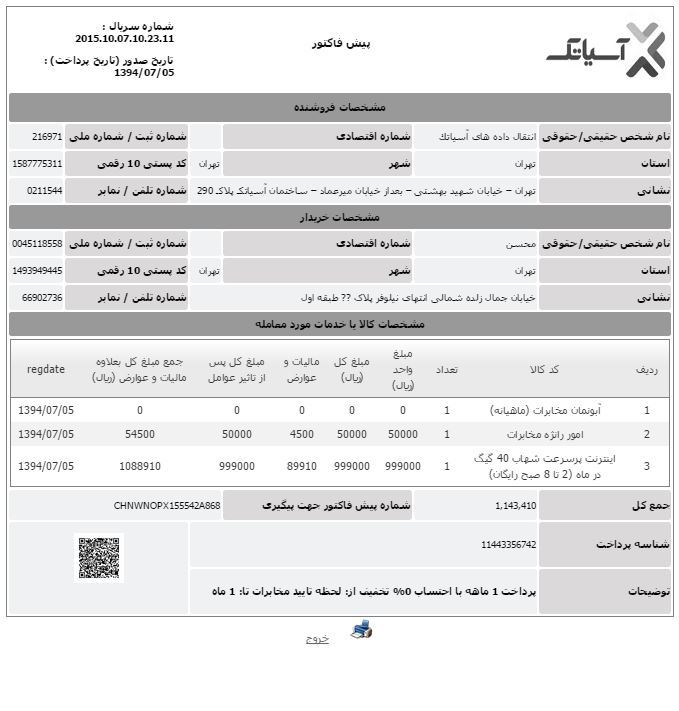 آسیاتک
پیش فاکتور
شماره سریال :
2015.10.07.10.23.11
تاریخ صدور (تاریخ پرداخت) :
1394/07/05
مشخصات فروشنده
نام شخص حقیقی/حقوقی انتقال داده های آسیاتك شماره اقتصادی شماره ثبت / شماره ملی 216971
استان تهران شهر تهران کد پستی 10 رقمی 1587775311
نشانی تهران – خیابان شهید بهشتی – بعداز خیابان میرعماد – ساختمان آسیاتک پلاک 290 شماره تلفن / نمابر 0211544
مشخصات خریدار
نام شخص حقیقی/حقوقی محسن شماره اقتصادی شماره ثبت / شماره ملی 0045118558
استان تهران شهر تهران کد پستی 10 رقمی 1493949445
نشانی خیابان جمال زلده شمالی انتهای نیلوفر پلاک ?? طبقه اول شماره تلفن / نمابر 66902736
مشخصات کالا یا خدمات مورد معامله
ردیف کد کالا تعداد مبلغ واحد (ریال) مبلغ کل (ریال) مالیات و عوارض مبلغ کل پس از تاثیر عوامل جمع مبلغ کل بعلاوه مالیات و عوارض (ریال) regdate
1 آبونمان مخابرات (ماهیانه) 1 0 0 0 0 0 1394/07/05
2 امور رانژه مخابرات 1 50000 50000 4500 50000 54500 1394/07/05
3 اینترنت پرسرعت شهاب 40 گیگ در ماه (2 تا 8 صبح رایگان) 1 999000 999000 89910 999000 1088910 1394/07/05
جمع کل 1,143,410 شماره پیش فاکتور جهت پیگیری CHNWNOPX155542A868
شناسه پرداخت 11443356742
توضیحات پرداخت 1 ماهه با احتساب 0% تخفیف از: لحظه تایید مخابرات تا: 1 ماه
خروج